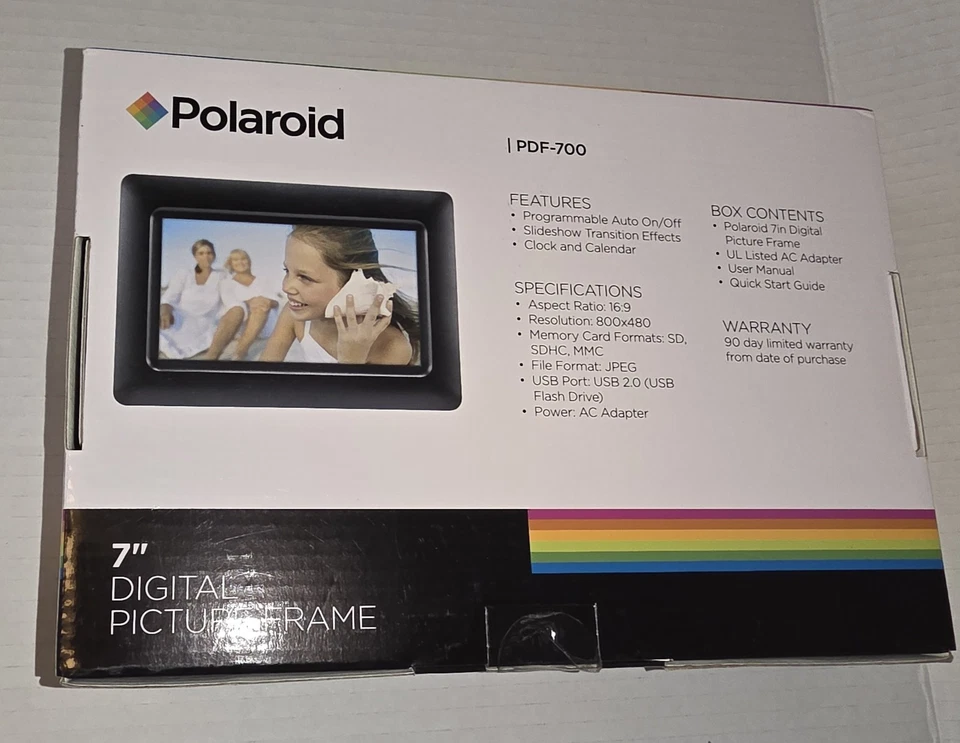 Polaroid
| PDF-700
FEATURES
• Programmable Auto On/Off
• Slideshow Transition Effects
• Clock and Calendar
SPECIFICATIONS
• Aspect Ratio: 16:9
• Resolution: 800x480
• Memory Card Formats: SD,
SDHC, MMC
• File Format: JPEG
• USB Port: USB 2.0 (USB
Flash Drive)
• Power: AC Adapter
BOX CONTENTS
• Polaroid 7in Digital
Picture Frame
• UL Listed AC Adapter
• User Manual
• Quick Start Guide
WARRANTY
90 day limited warranty
from date of purchase
7"
DIGITAL
PICTURE FRAME